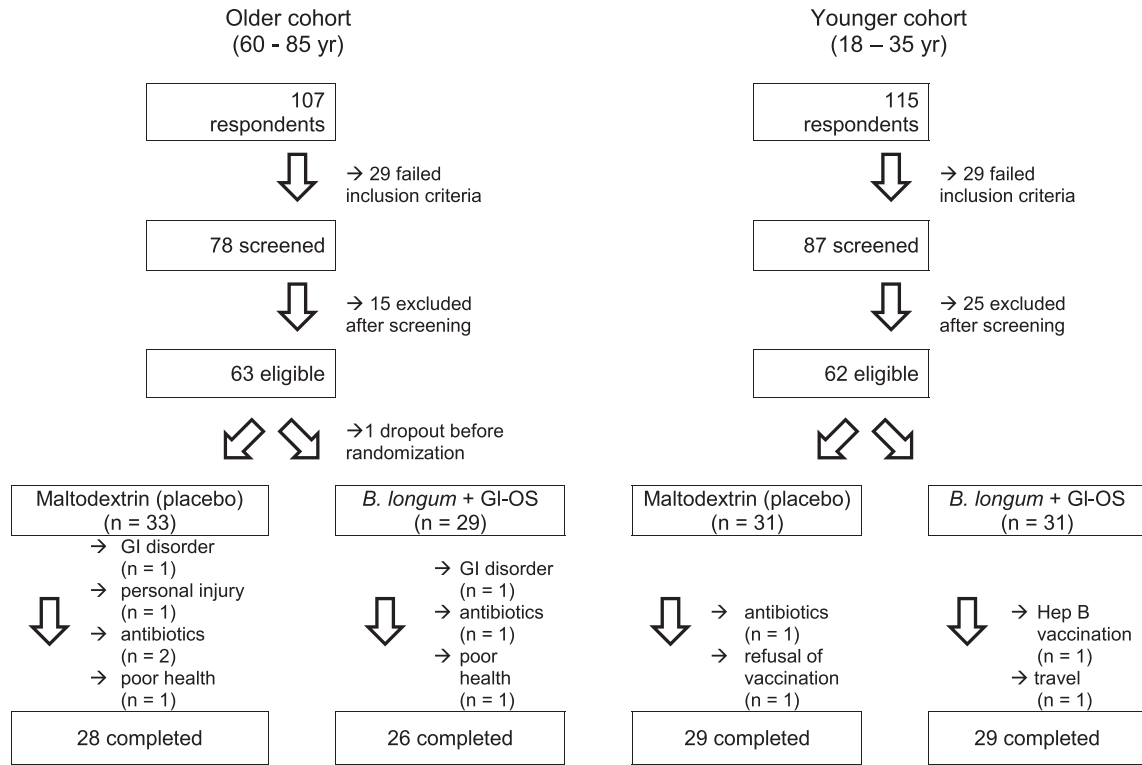 Older cohort
(60 - 85 yr)
107
respondents
→ 29 failed
inclusion criteria
78 screened
→ 15 excluded
after screening
63 eligible
→1 dropout before
randomization
Maltodextrin (placebo)
(n = 33)
→ GI disorder
(n = 1)
→ personal injury
(n = 1)
→ antibiotics
(n = 2)
→ poor health
(n = 1)
28 completed
B. longum + Gl-OS
(n = 29)
→ GI disorder
(n = 1)
→ antibiotics
(n = 1)
→ poor
health
(n = 1)
26 completed
Younger cohort
(18 – 35 yr)
115
respondents
→ 29 failed
inclusion criteria
87 screened
→ 25 excluded
after screening
62 eligible
Maltodextrin (placebo)
(n = 31)
→ antibiotics
(n = 1)
→ refusal of
vaccination
(n = 1)
29 completed
B. longum + Gl-OS
(n = 31)
→ Hep B
vaccination
(n = 1)
→ travel
(n = 1)
29 completed